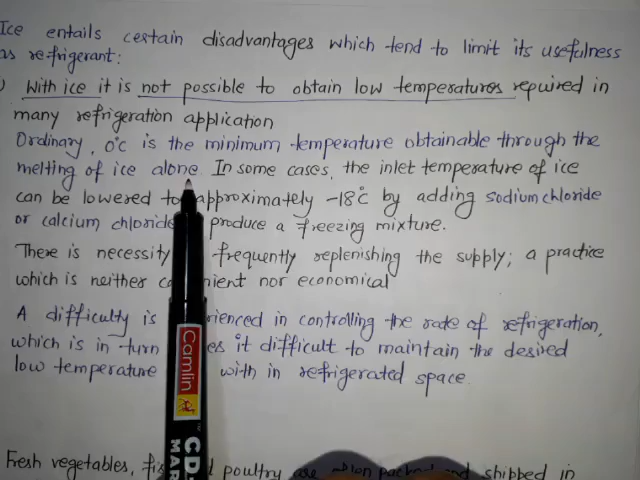 Ice entails certain disadvantages which tend to limit its usefulness
as refrigerant:
) With ice it is not possible to obtain low temperatures required in
many refrigeration application
Ordinary, 0°C is the minimum temperature obtainable through the
melting of ice alone. In some cases, the inlet temperature of ice
can be lowered to approximately -18°C by adding sodium chloride
or calcium chloride produce a freezing mixture.
There is necessity frequently replenishing the supply; a practice
which is neither nor economical
A difficulty is in controlling the rate of refrigeration,
which is in turn it difficult to maintain the desired
low temperature with in refrigerated space.
Fresh vegetables, poultry are packed and shipped in
Camlin
CD-
MAR